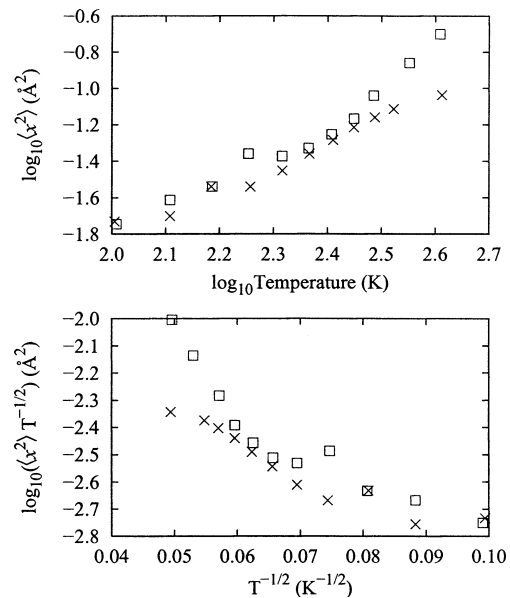 −0.6
−0.8
−1.0
−1.2
−1.4
−1.6
−1.8
log₁₀⟨x²⟩ (Å²)
2.0 2.1 2.2 2.3 2.4 2.5 2.6 2.7
log₁₀Temperature (K)
−2.0
−2.1
−2.2
−2.3
−2.4
−2.5
−2.6
−2.7
−2.8
log₁₀(⟨x²⟩ T⁻¹/²) (Å²)
0.04 0.05 0.06 0.07 0.08 0.09 0.10
T⁻¹/² (K⁻¹/²)